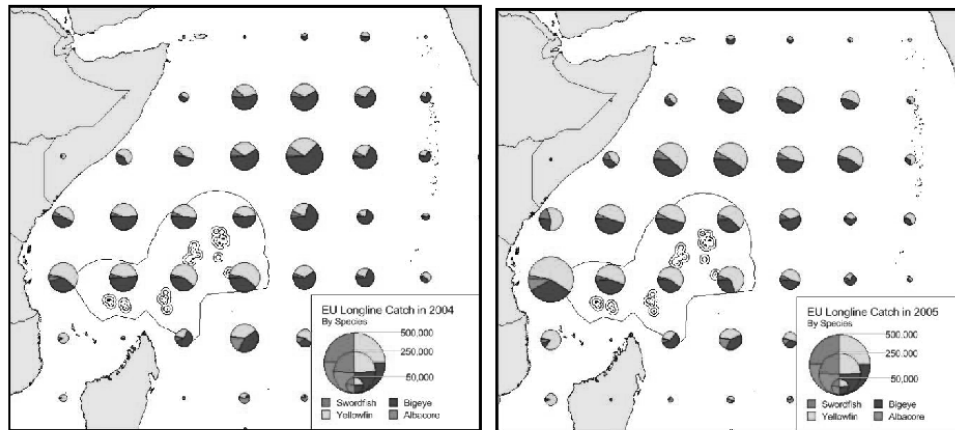 EU Longline Catch in 2004
By Species
500,000
250,000
50,000
Swordfish
Bigeye
Yellowfin
Albacore
EU Longline Catch in 2005
By Species
500,000
250,000
50,000
Swordfish
Bigeye
Yellowfin
Albacore